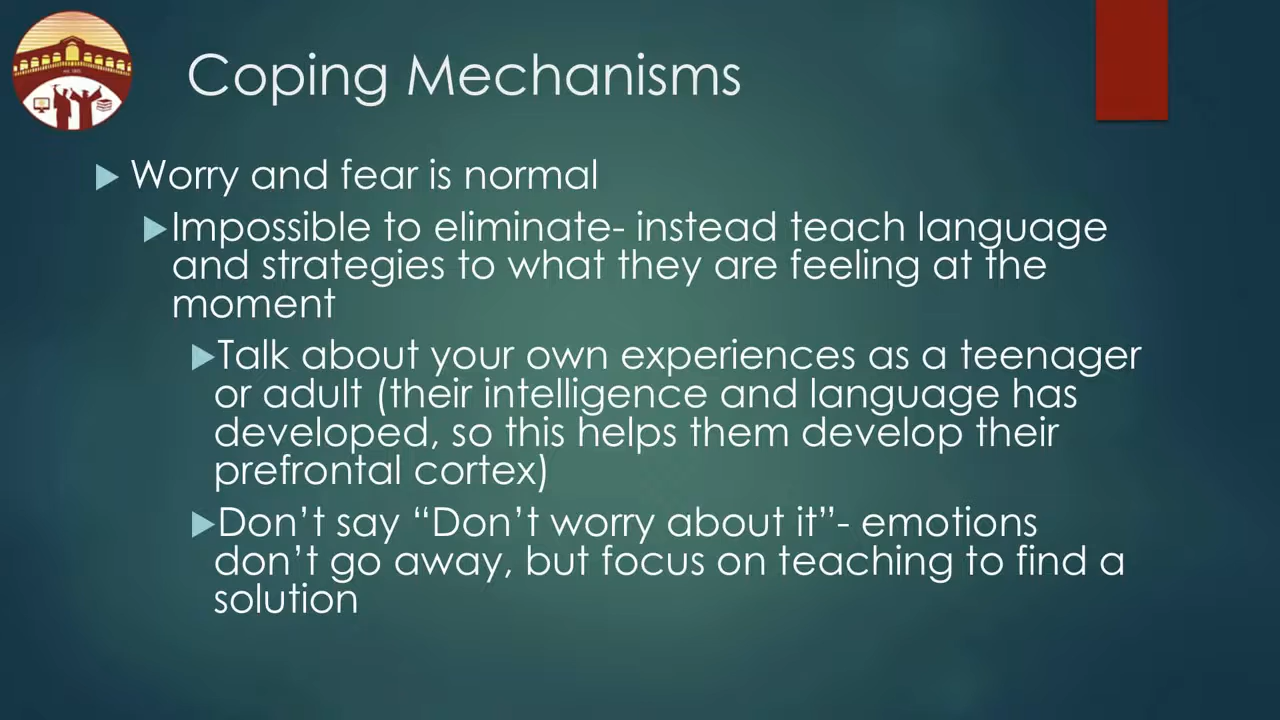 Coping Mechanisms
Worry and fear is normal
Impossible to eliminate- instead teach language
and strategies to what they are feeling at the
moment
Talk about your own experiences as a teenager
or adult (their intelligence and language has
developed, so this helps them develop their
prefrontal cortex)
Don’t say “Don’t worry about it”- emotions
don’t go away, but focus on teaching to find a
solution